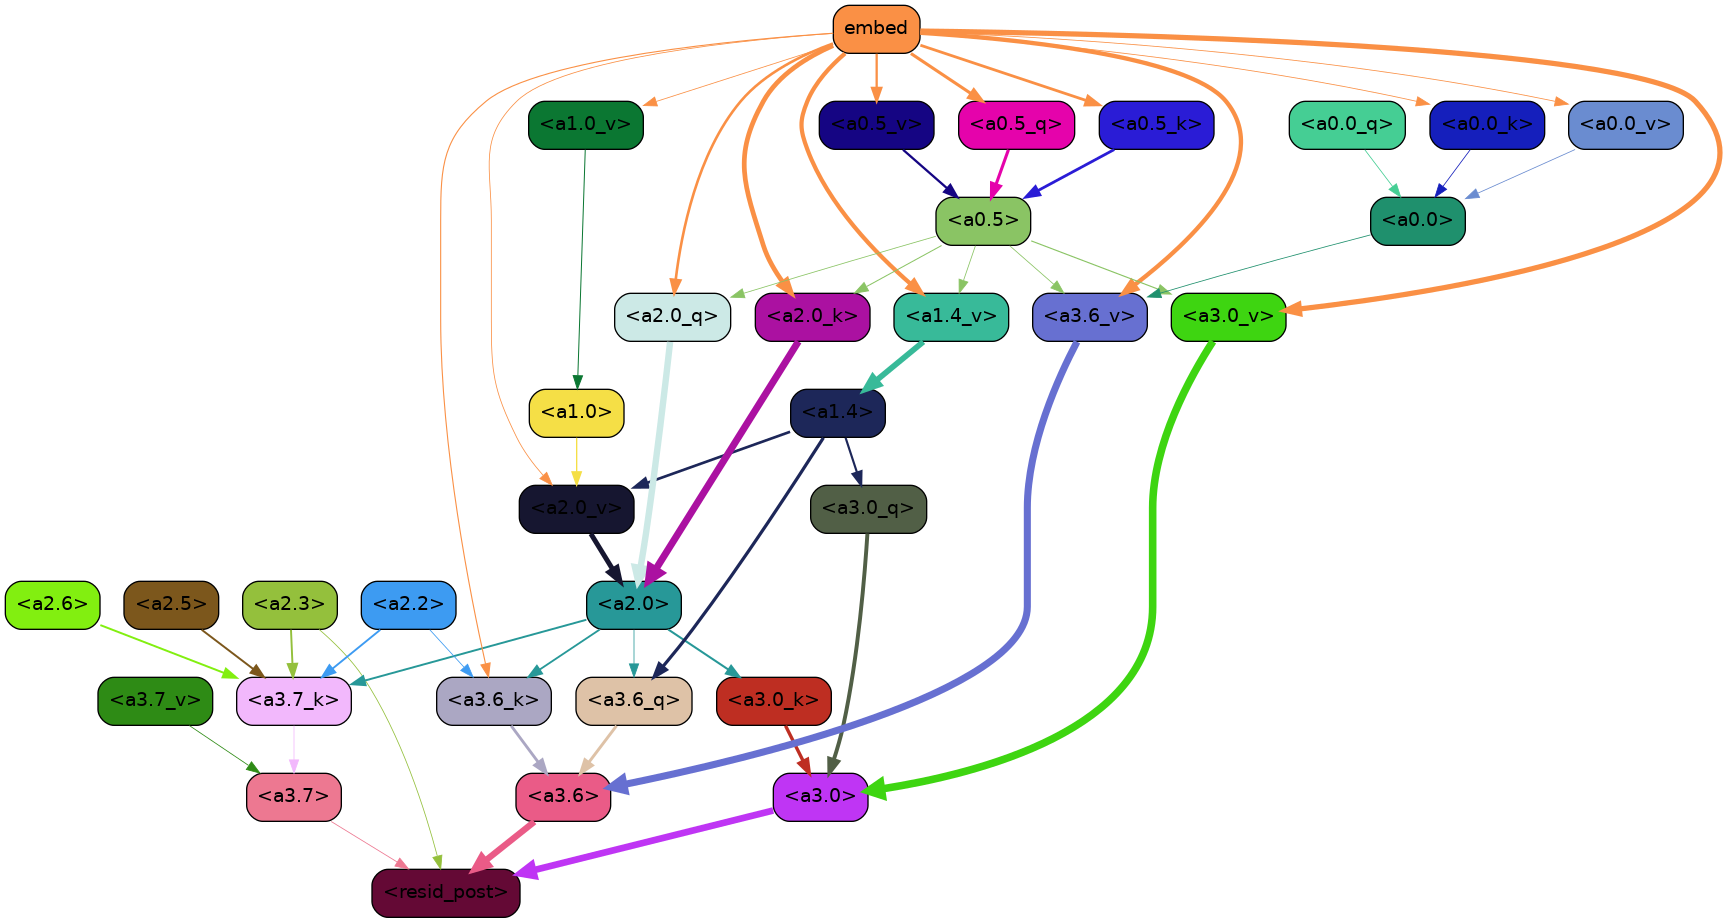 embed
<a1.0_v>
<a0.5_v>
<a0.5_q>
<a0.5_k>
<a0.0_q>
<a0.0_k>
<a0.0_v>
<a0.5>
<a0.0>
<a2.0_q>
<a2.0_k>
<a1.4_v>
<a3.6_v>
<a3.0_v>
<a1.0>
<a1.4>
<a2.0_v>
<a3.0_q>
<a2.6>
<a2.5>
<a2.3>
<a2.2>
<a2.0>
<a3.7_v>
<a3.7_k>
<a3.6_k>
<a3.6_q>
<a3.0_k>
<a3.7>
<a3.6>
<a3.0>
<resid_post>